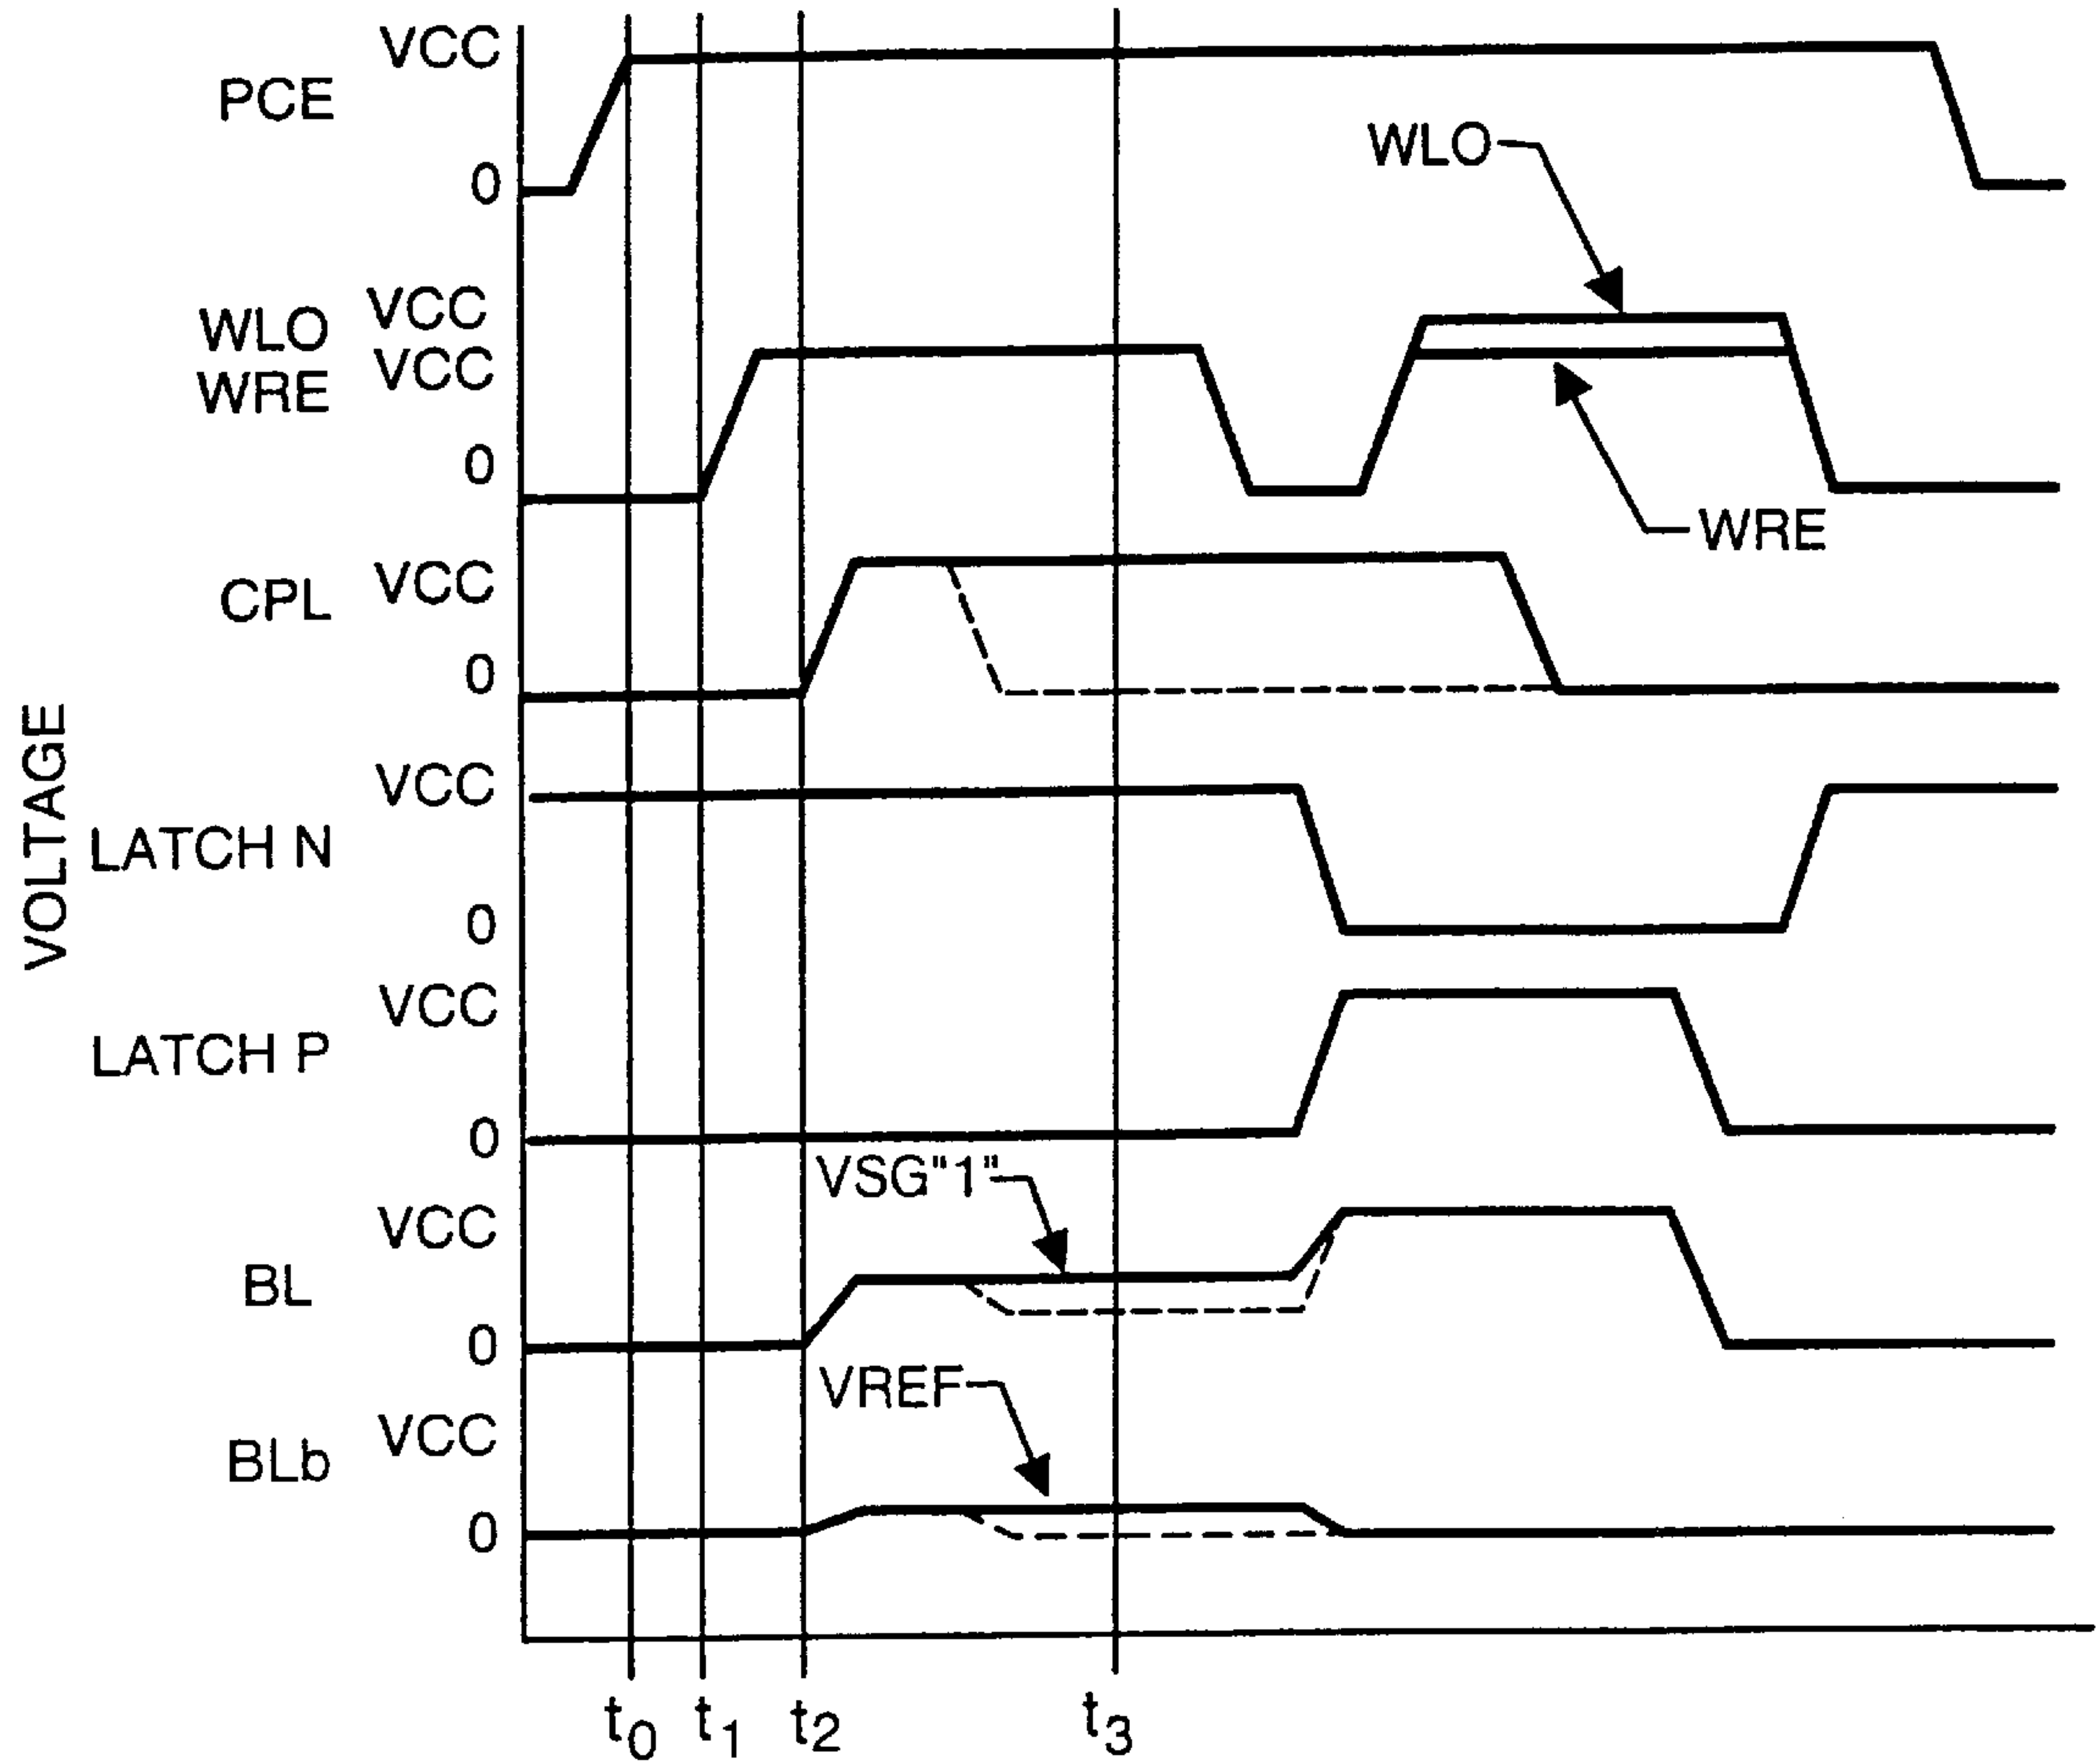 VCC
PCE
0
WLO
WLO VCC
WRE VCC
0
WRE
CPL VCC
0
VOLTAGE
VCC
LATCH N
0
VCC
LATCH P
0
VSG"1"
VCC
BL
0
VREF
VCC
BLb
0
t0 t1 t2 t3